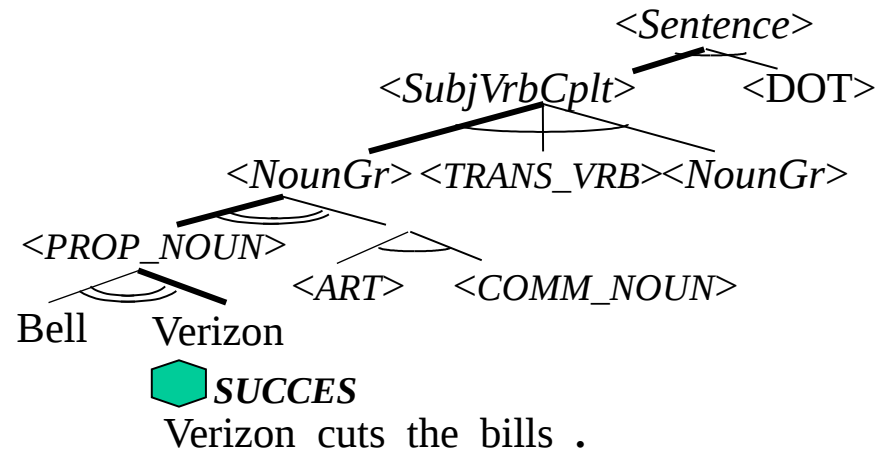 <Sentence>
<SubjVrbCplt> <DOT>
<NounGr> <TRANS_VRB> <NounGr>
<PROP_NOUN>
<ART> <COMM_NOUN>
Bell Verizon
SUCCES
Verizon cuts the bills .